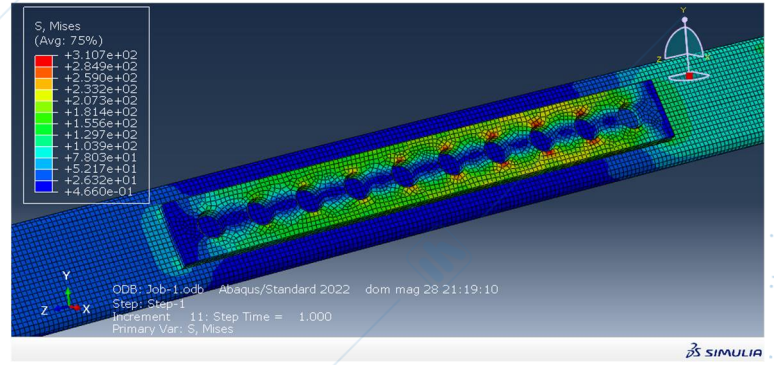 S, Mises
(Avg: 75%)
+3.107e+02
+2.849e+02
+2.590e+02
+2.332e+02
+2.073e+02
+1.814e+02
+1.556e+02
+1.297e+02
+1.039e+02
+7.803e+01
+5.217e+01
+2.632e+01
+4.660e-01
Y
Z
X
Y
Z
X
ODB: Job-1.odb Abaqus/Standard 2022 dom mag 28 21:19:10
Step: Step-1
Increment 11: Step Time = 1.000
Primary Var: S, Mises
SIMULIA